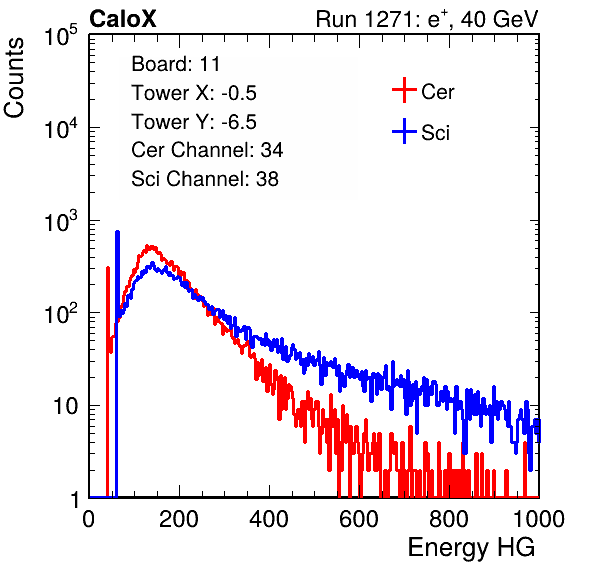 CaloX Run 1271: e⁺, 40 GeV
Board: 11
Tower X: -0.5
Tower Y: -6.5
Cer Channel: 34
Sci Channel: 38
Cer
Sci
Counts
10⁵
10⁴
10³
10²
10
1
0 200 400 600 800 1000
Energy HG